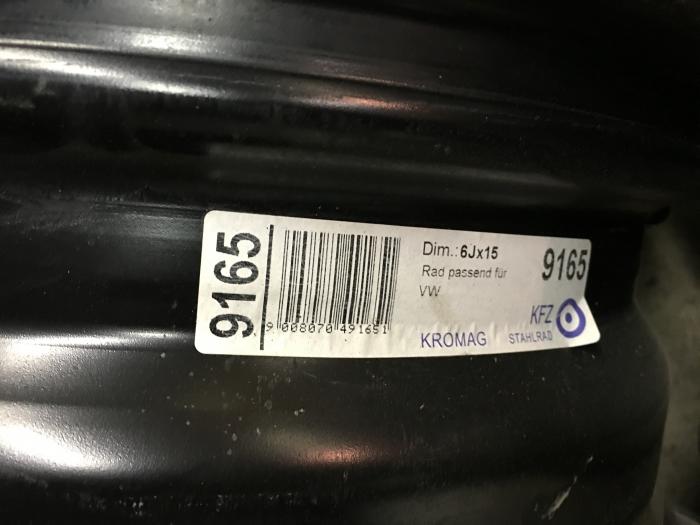 9165
9 008070 491651
Dim.: 6Jx15
Rad passend für
VW
9165
KROMAG
KFZ
STAHLRAD